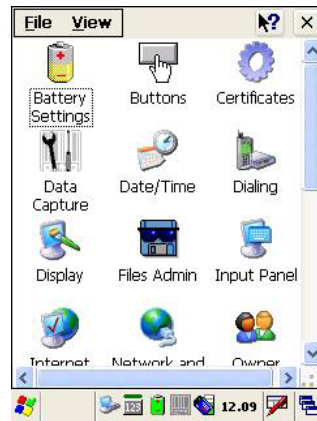 File View
Battery Settings
Buttons
Certificates
Data Capture
Date/Time
Dialing
Display
Files Admin
Input Panel
Internet
Network and
Owner
123
12.09